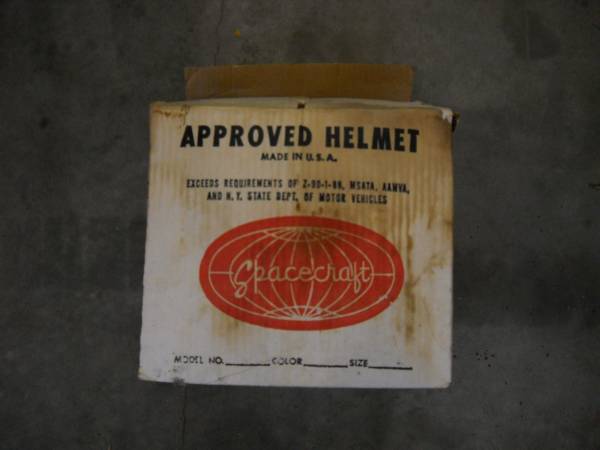 APPROVED HELMET
MADE IN U.S.A.
EXCEEDS REQUIREMENTS OF Z-90-1-66, MSATA, AAMVA,
AND N.Y. STATE DEPT. OF MOTOR VEHICLES
Spacecraft
MODEL NO. COLOR SIZE